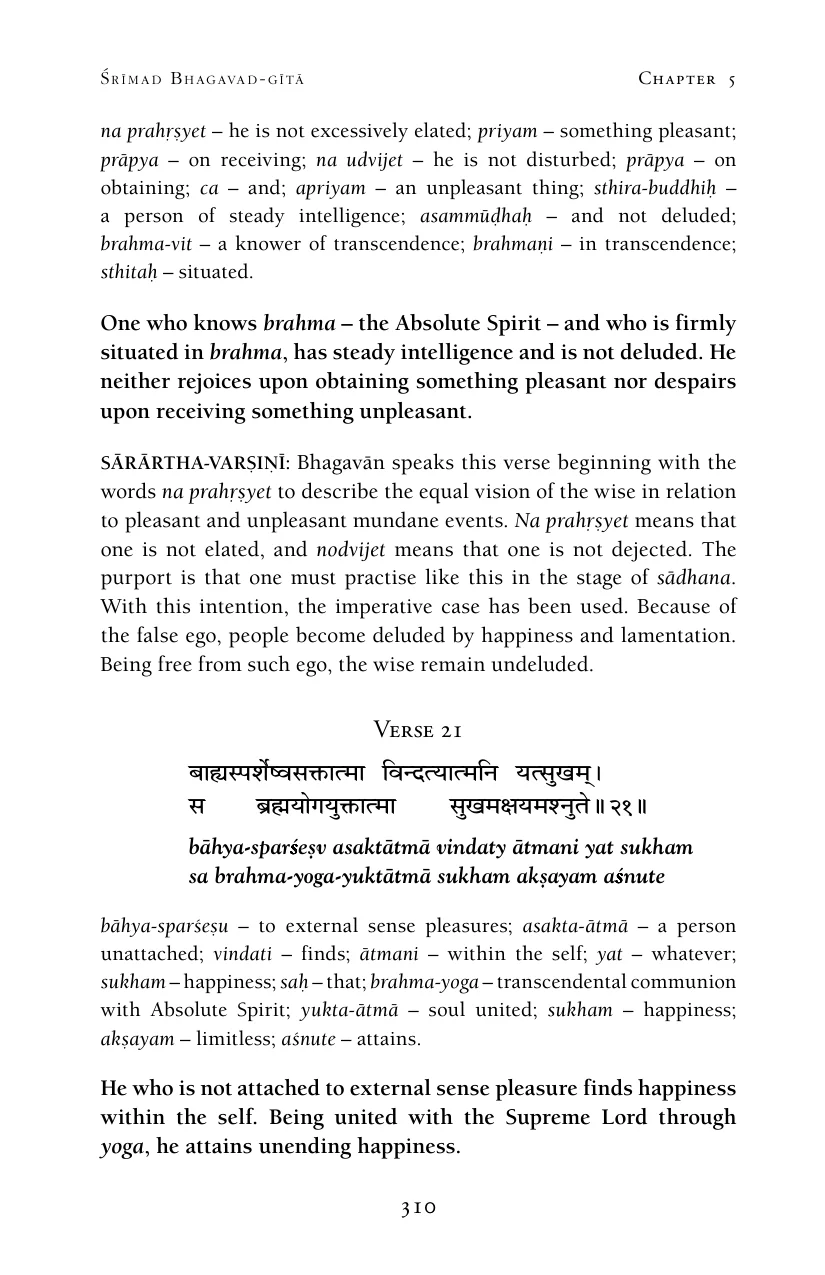 Śrīmad Bhagavad-gītā Chapter 5
na prahṛṣyet – he is not excessively elated; priyam – something pleasant;
prāpya – on receiving; na udvijet – he is not disturbed; prāpya – on
obtaining; ca – and; apriyam – an unpleasant thing; sthira-buddhiḥ –
a person of steady intelligence; asammūḍhaḥ – and not deluded;
brahma-vit – a knower of transcendence; brahmaṇi – in transcendence;
sthitaḥ – situated.
One who knows brahma – the Absolute Spirit – and who is firmly
situated in brahma, has steady intelligence and is not deluded. He
neither rejoices upon obtaining something pleasant nor despairs
upon receiving something unpleasant.
SĀRĀRTHA-VARṢIṆĪ: Bhagavān speaks this verse beginning with the
words na prahṛṣyet to describe the equal vision of the wise in relation
to pleasant and unpleasant mundane events. Na prahṛṣyet means that
one is not elated, and nodvijet means that one is not dejected. The
purport is that one must practise like this in the stage of sādhana.
With this intention, the imperative case has been used. Because of
the false ego, people become deluded by happiness and lamentation.
Being free from such ego, the wise remain undeluded.
Verse 21
बाह्यस्पर्शेष्वसक्तात्मा विन्दत्यात्मनि यत्सुखम्।
स ब्रह्मयोगयुक्तात्मा सुखमक्षयमश्नुते॥२१॥
bāhya-sparśeṣv asaktātmā vindaty ātmani yat sukham
sa brahma-yoga-yuktātmā sukham akṣayam aśnute
bāhya-sparśeṣu – to external sense pleasures; asakta-ātmā – a person
unattached; vindati – finds; ātmani – within the self; yat – whatever;
sukham – happiness; saḥ – that; brahma-yoga – transcendental communion
with Absolute Spirit; yukta-ātmā – soul united; sukham – happiness;
akṣayam – limitless; aśnute – attains.
He who is not attached to external sense pleasure finds happiness
within the self. Being united with the Supreme Lord through
yoga, he attains unending happiness.
310